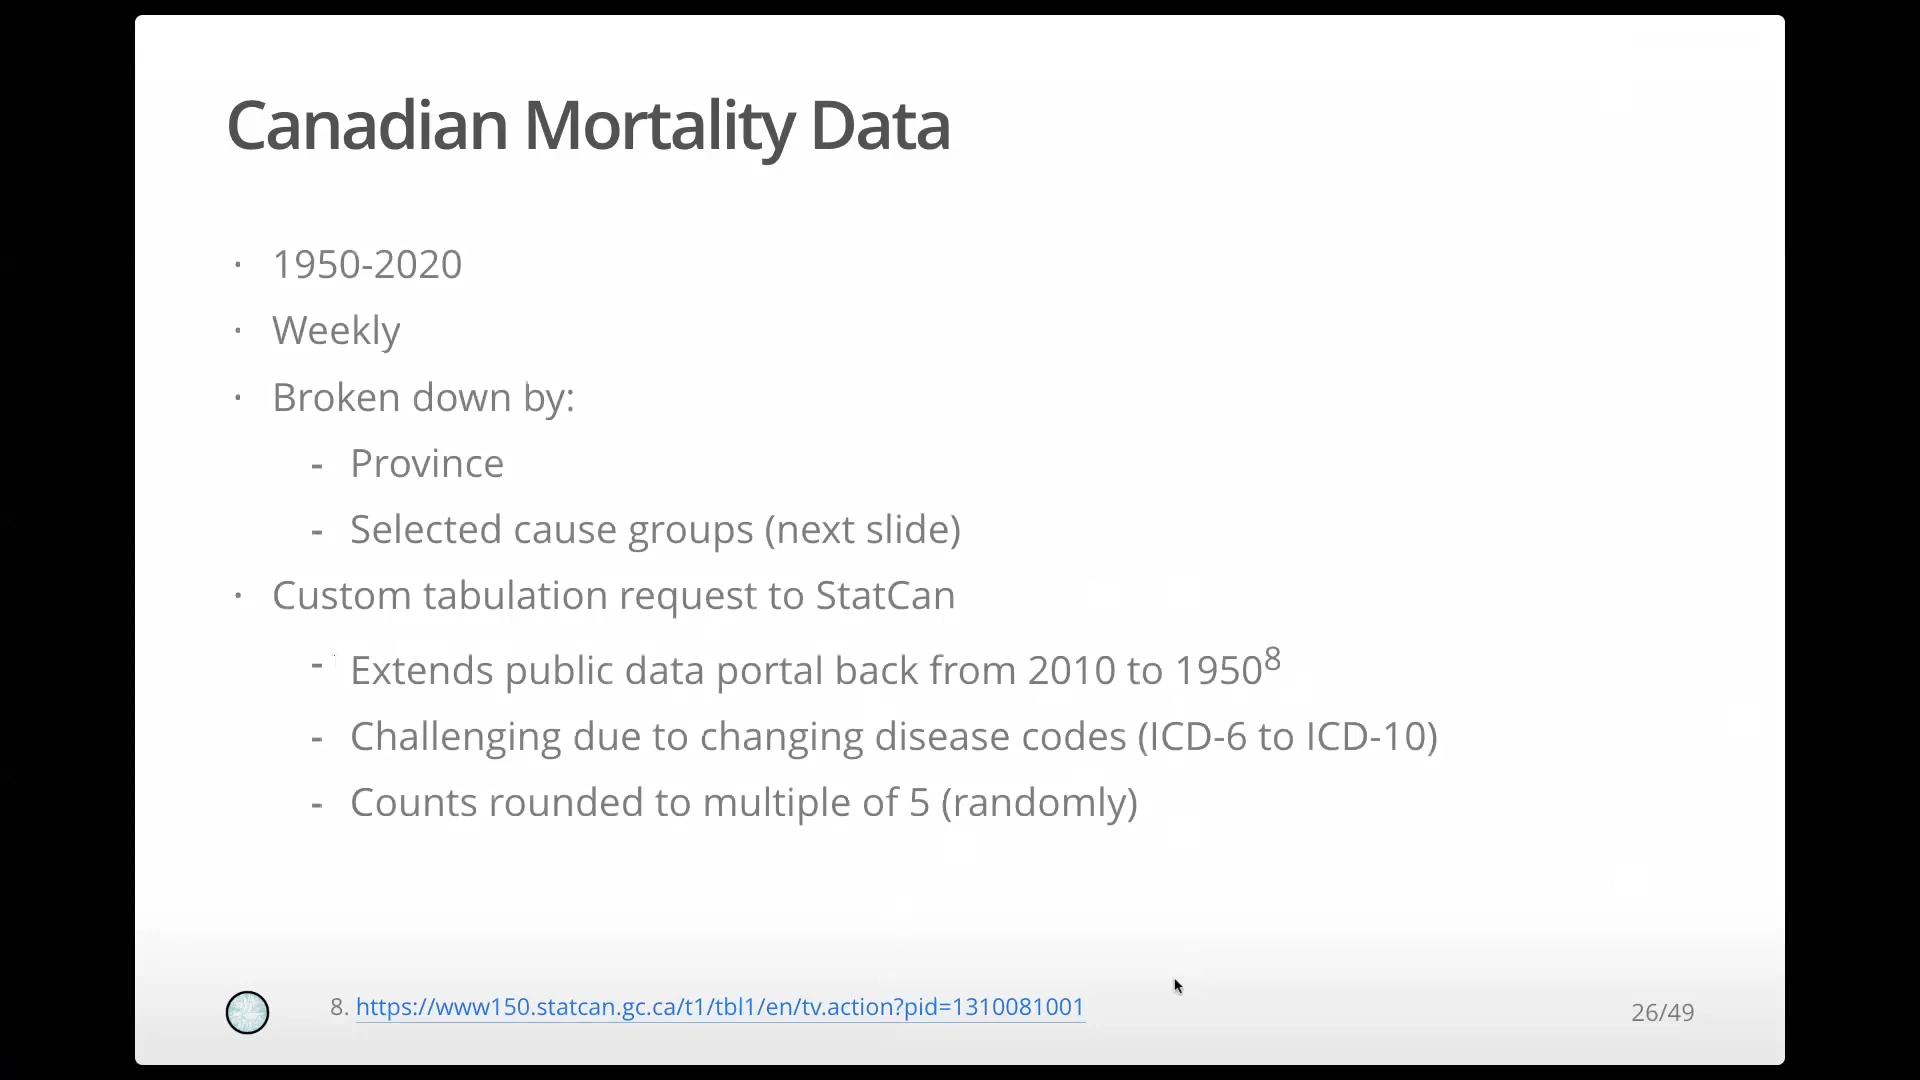 Canadian Mortality Data
· 1950-2020
· Weekly
· Broken down by:
- Province
- Selected cause groups (next slide)
· Custom tabulation request to StatCan
- Extends public data portal back from 2010 to 1950⁸
- Challenging due to changing disease codes (ICD-6 to ICD-10)
- Counts rounded to multiple of 5 (randomly)
8. https://www150.statcan.gc.ca/t1/tbl1/en/tv.action?pid=1310081001
26/49